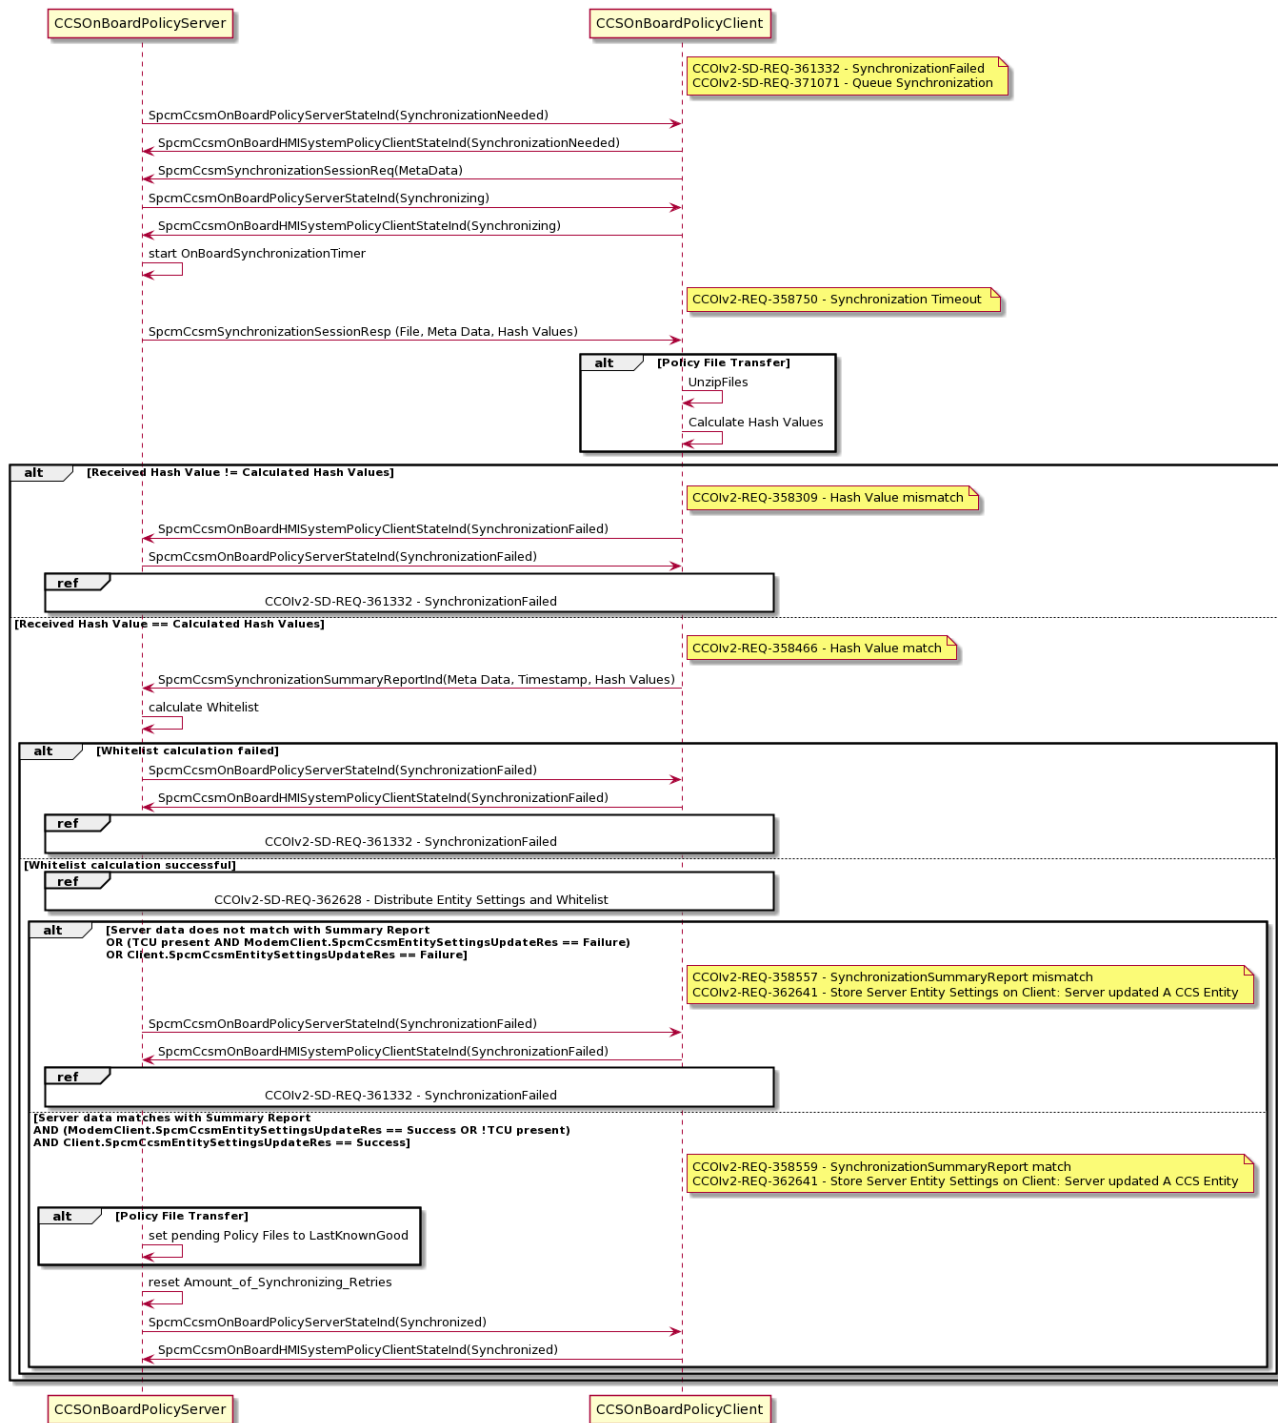 CCSOnBoardPolicyServer
CCSOnBoardPolicyClient
CCOIv2-SD-REQ-361332 - SynchronizationFailed
CCOIv2-SD-REQ-371071 - Queue Synchronization
SpcmCcsmOnBoardPolicyServerStateInd(SynchronizationNeeded)
SpcmCcsmOnBoardHMISystemPolicyClientStateInd(SynchronizationNeeded)
SpcmCcsmSynchronizationSessionReq(MetaData)
SpcmCcsmOnBoardPolicyServerStateInd(Synchronizing)
SpcmCcsmOnBoardHMISystemPolicyClientStateInd(Synchronizing)
start OnBoardSynchronizationTimer
CCOIv2-REQ-358750 - Synchronization Timeout
SpcmCcsmSynchronizationSessionResp (File, Meta Data, Hash Values)
alt [Policy File Transfer]
UnzipFiles
Calculate Hash Values
alt [Received Hash Value != Calculated Hash Values]
CCOIv2-REQ-358309 - Hash Value mismatch
SpcmCcsmOnBoardHMISystemPolicyClientStateInd(SynchronizationFailed)
SpcmCcsmOnBoardPolicyServerStateInd(SynchronizationFailed)
ref
CCOIv2-SD-REQ-361332 - SynchronizationFailed
[Received Hash Value == Calculated Hash Values]
CCOIv2-REQ-358466 - Hash Value match
SpcmCcsmSynchronizationSummaryReportInd(Meta Data, Timestamp, Hash Values)
calculate Whitelist
alt [Whitelist calculation failed]
SpcmCcsmOnBoardPolicyServerStateInd(SynchronizationFailed)
SpcmCcsmOnBoardHMISystemPolicyClientStateInd(SynchronizationFailed)
ref
CCOIv2-SD-REQ-361332 - SynchronizationFailed
[Whitelist calculation successful]
ref
CCOIv2-SD-REQ-362628 - Distribute Entity Settings and Whitelist
alt [Server data does not match with Summary Report
OR (TCU present AND ModemClient.SpcmCcsmEntitySettingsUpdateRes == Failure)
OR Client.SpcmCcsmEntitySettingsUpdateRes == Failure]
CCOIv2-REQ-358557 - SynchronizationSummaryReport mismatch
CCOIv2-REQ-362641 - Store Server Entity Settings on Client: Server updated A CCS Entity
SpcmCcsmOnBoardPolicyServerStateInd(SynchronizationFailed)
SpcmCcsmOnBoardHMISystemPolicyClientStateInd(SynchronizationFailed)
ref
CCOIv2-SD-REQ-361332 - SynchronizationFailed
[Server data matches with Summary Report
AND (ModemClient.SpcmCcsmEntitySettingsUpdateRes == Success OR !TCU present)
AND Client.SpcmCcsmEntitySettingsUpdateRes == Success]
CCOIv2-REQ-358559 - SynchronizationSummaryReport match
CCOIv2-REQ-362641 - Store Server Entity Settings on Client: Server updated A CCS Entity
alt [Policy File Transfer]
set pending Policy Files to LastKnownGood
reset Amount_of_Synchronizing_Retries
SpcmCcsmOnBoardPolicyServerStateInd(Synchronized)
SpcmCcsmOnBoardHMISystemPolicyClientStateInd(Synchronized)
CCSOnBoardPolicyServer
CCSOnBoardPolicyClient